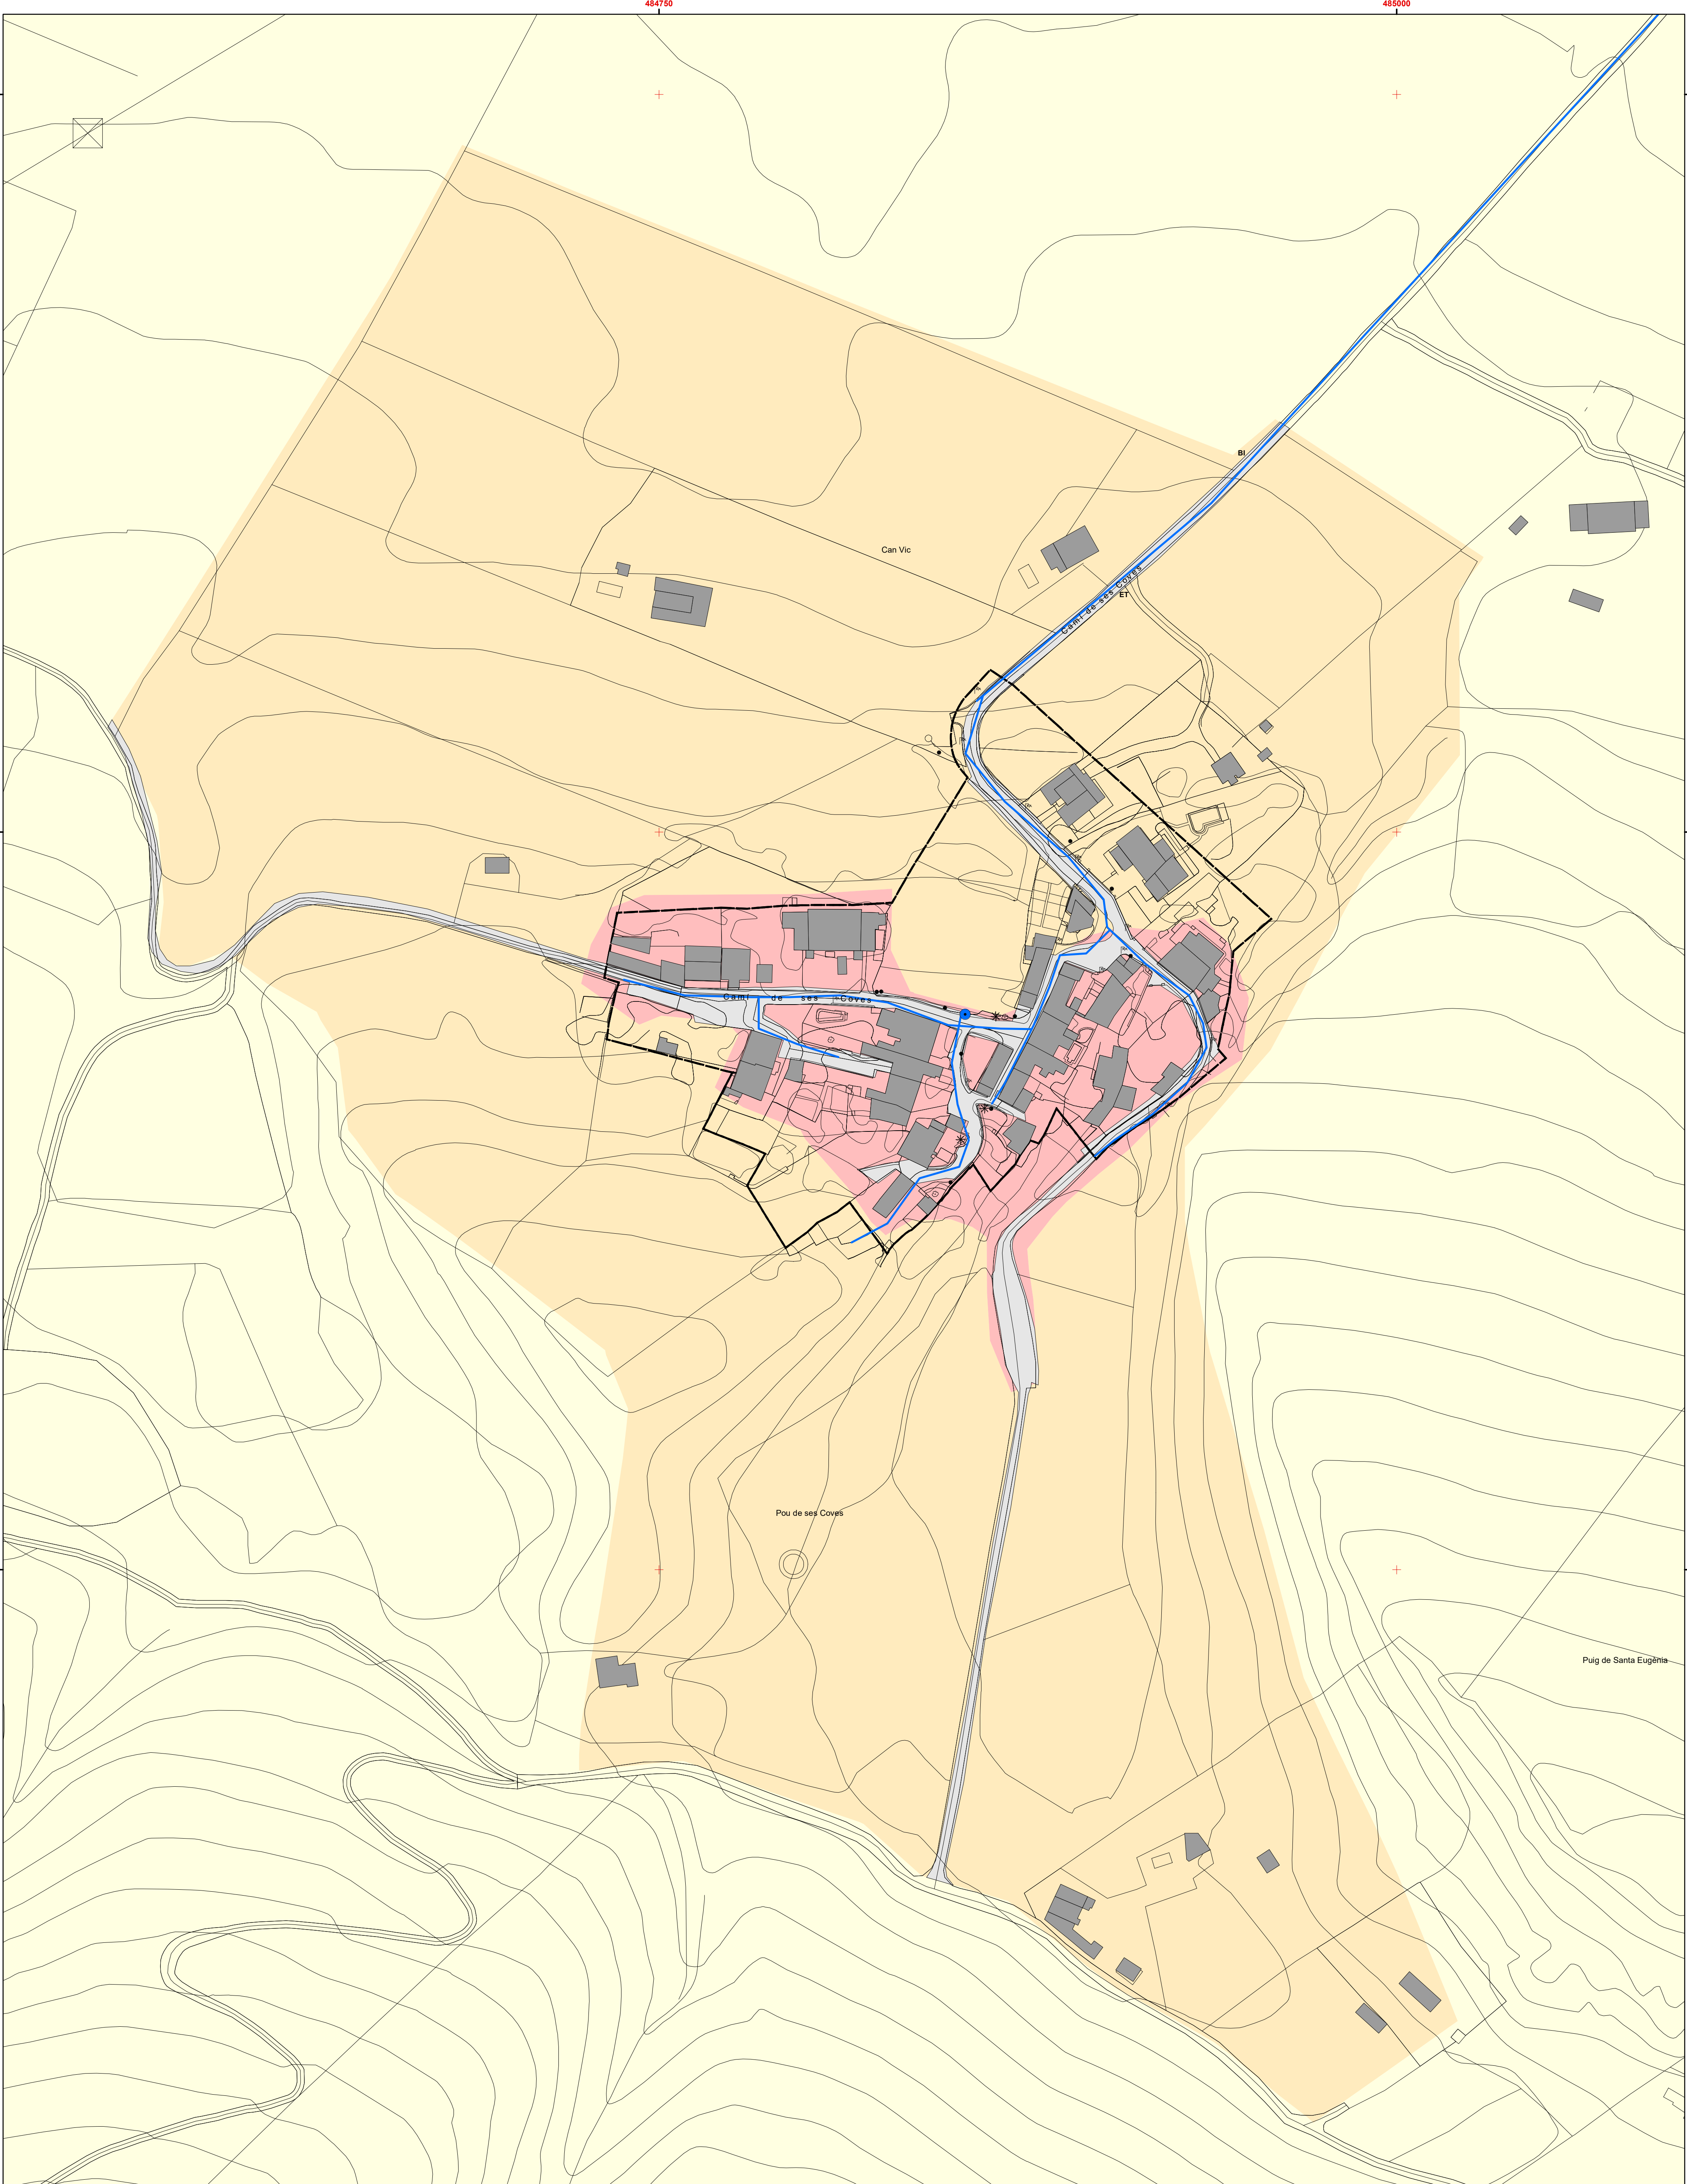 484750
485000
BI
Can Vic
ET
Camí de ses Coves
Camí de ses Coves
Pou de ses Coves
Puig de Santa Eugènia